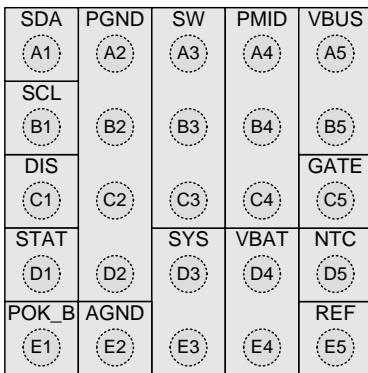 SDA PGND SW PMID VBUS
A1 A2 A3 A4 A5
SCL
B1 B2 B3 B4 B5
DIS GATE
C1 C2 C3 C4 C5
STAT SYS VBAT NTC
D1 D2 D3 D4 D5
POK_B AGND REF
E1 E2 E3 E4 E5